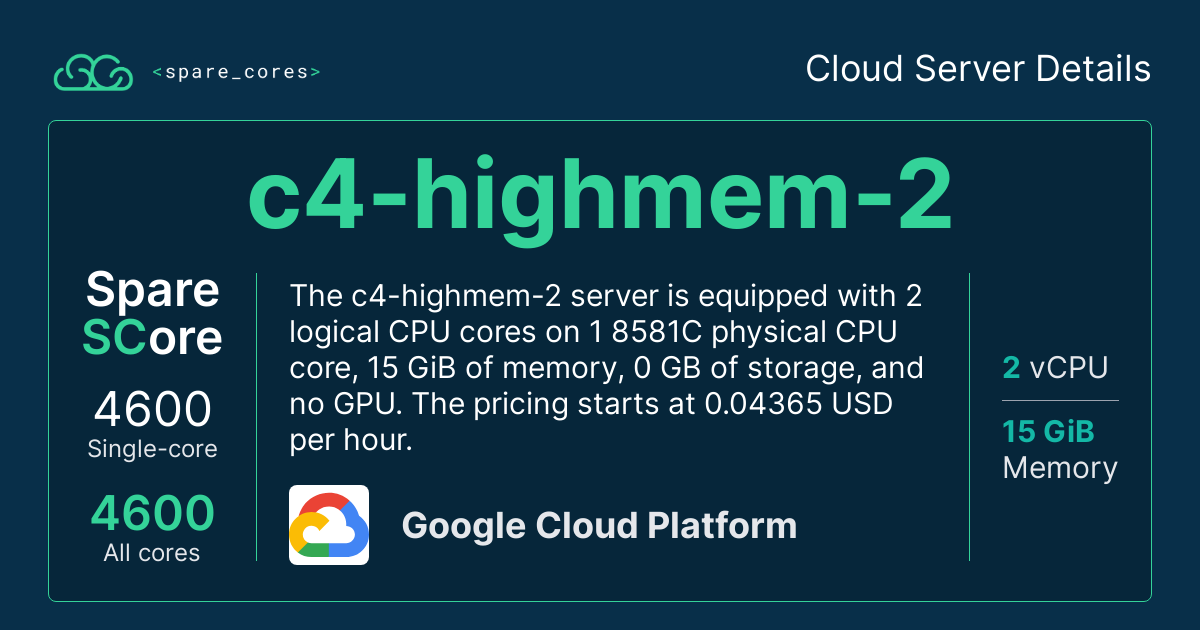 <spare_cores>
Cloud Server Details
c4-highmem-2
Spare
SCore
4600
Single-core
4600
All cores
The c4-highmem-2 server is equipped with 2
logical CPU cores on 1 8581C physical CPU
core, 15 GiB of memory, 0 GB of storage, and
no GPU. The pricing starts at 0.04365 USD
per hour.
Google Cloud Platform
2 vCPU
15 GiB
Memory